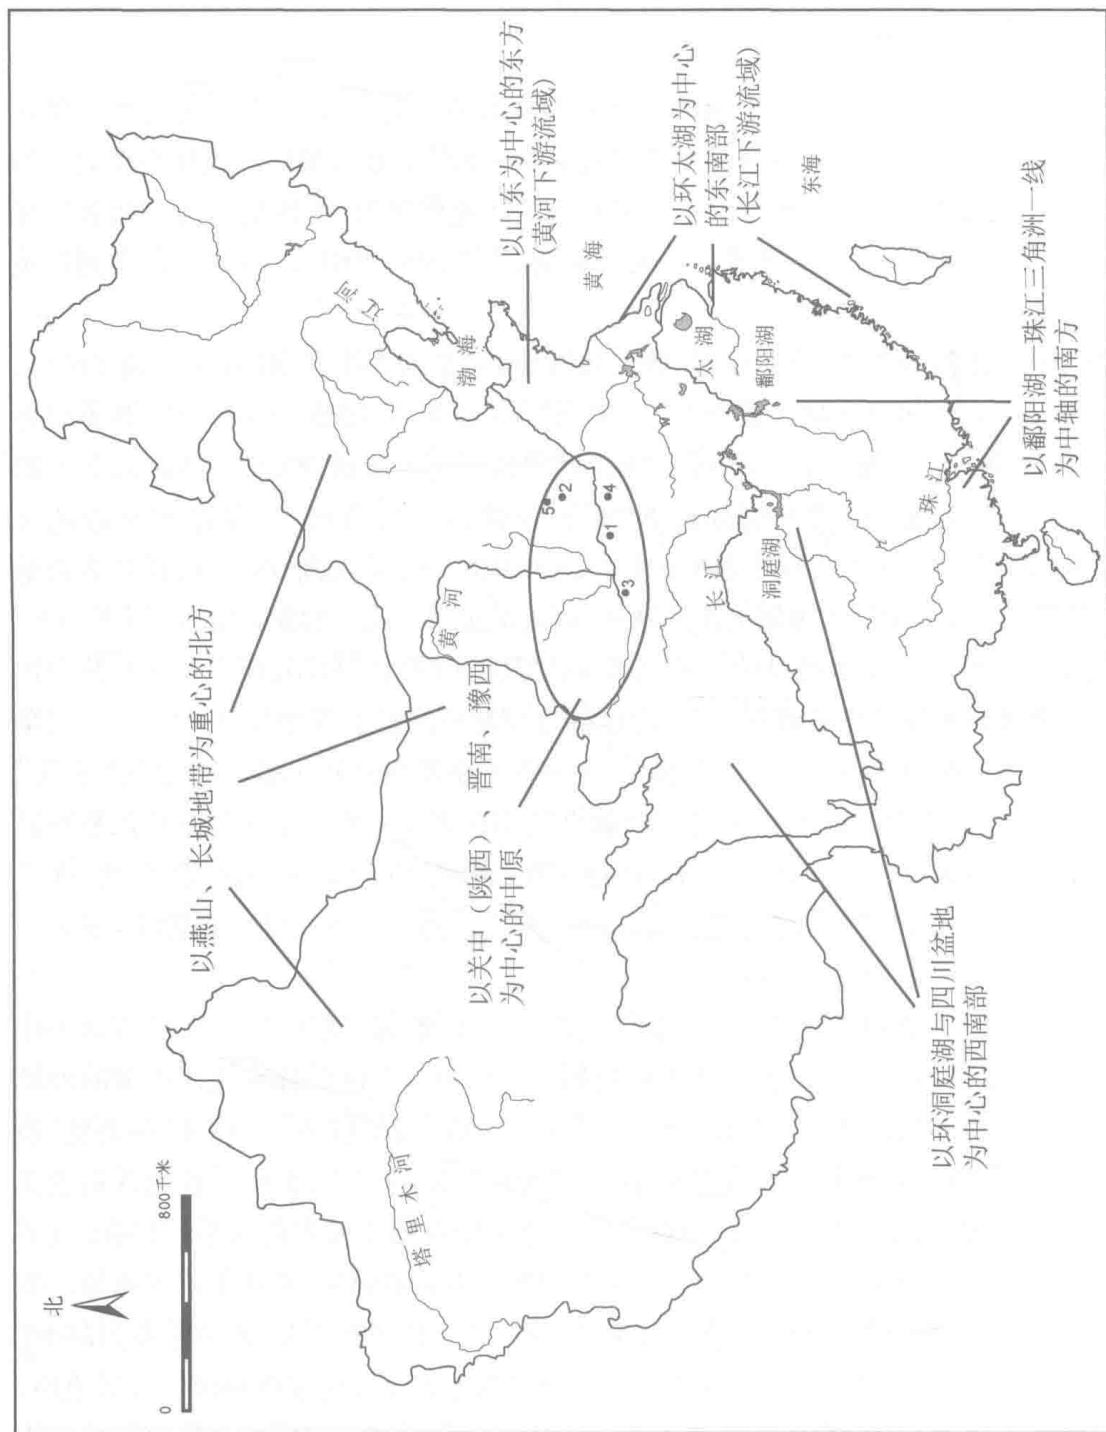 北
0 800千米
以燕山、长城地带为重心的北方
以关中（陕西）、晋南、豫西
为中心的中原
以山东为中心的东方
(黄河下游流域)
以环太湖为中心
的东南部
(长江下游流域)
以环洞庭湖与四川盆地
为中心的西南部
以鄱阳湖—珠江三角洲一线
为中轴的南方
塔里木河
黄河
辽河
渤海
黄海
东海
太湖
鄱阳湖
洞庭湖
长江
珠江
5
2
4
1
3